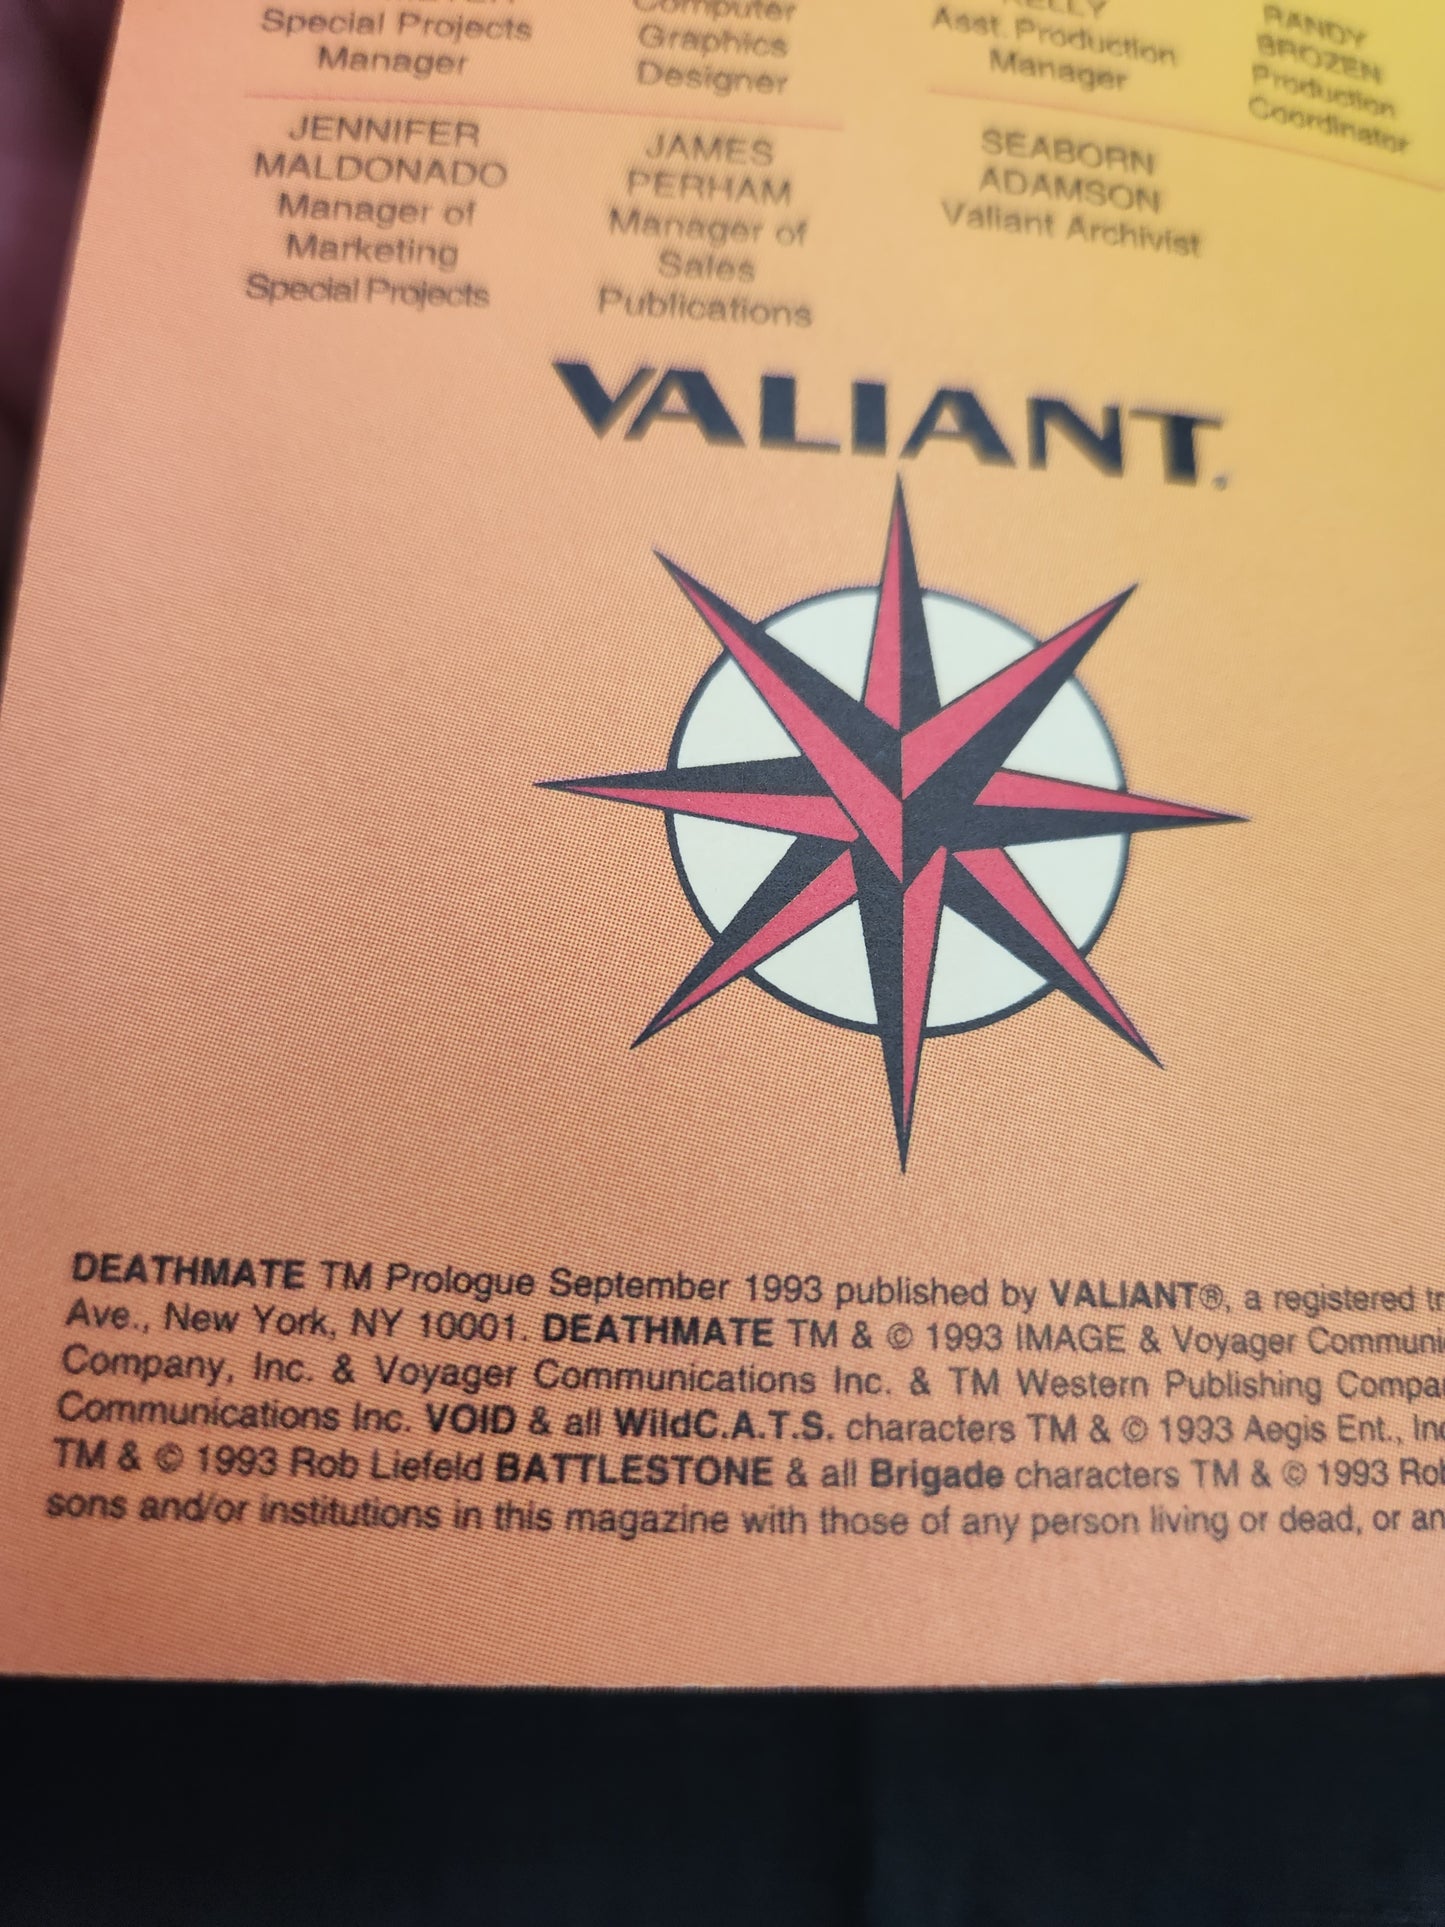 Special Projects
Manager
Computer
Graphics
Designer
KELLY
Asst. Production
Manager
RANDY
BROZEN
Production
Coordinator
JENNIFER
MALDONADO
Manager of
Marketing
Special Projects
JAMES
PERHAM
Manager of
Sales
Publications
SEABORN
ADAMSON
Valiant Archivist
VALIANT
DEATHMATE TM Prologue September 1993 published by VALIANT®, a registered
Ave., New York, NY 10001. DEATHMATE TM & © 1993 IMAGE & Voyager
Company, Inc. & Voyager Communications Inc. & TM Western Publishing
Communications Inc. VOID & all WildC.A.T.S. characters TM & © 1993 Aegis Ent.,
TM & © 1993 Rob Liefeld BATTLESTONE & all Brigade characters TM & © 1993
sons and/or institutions in this magazine with those of any person living or dead, or